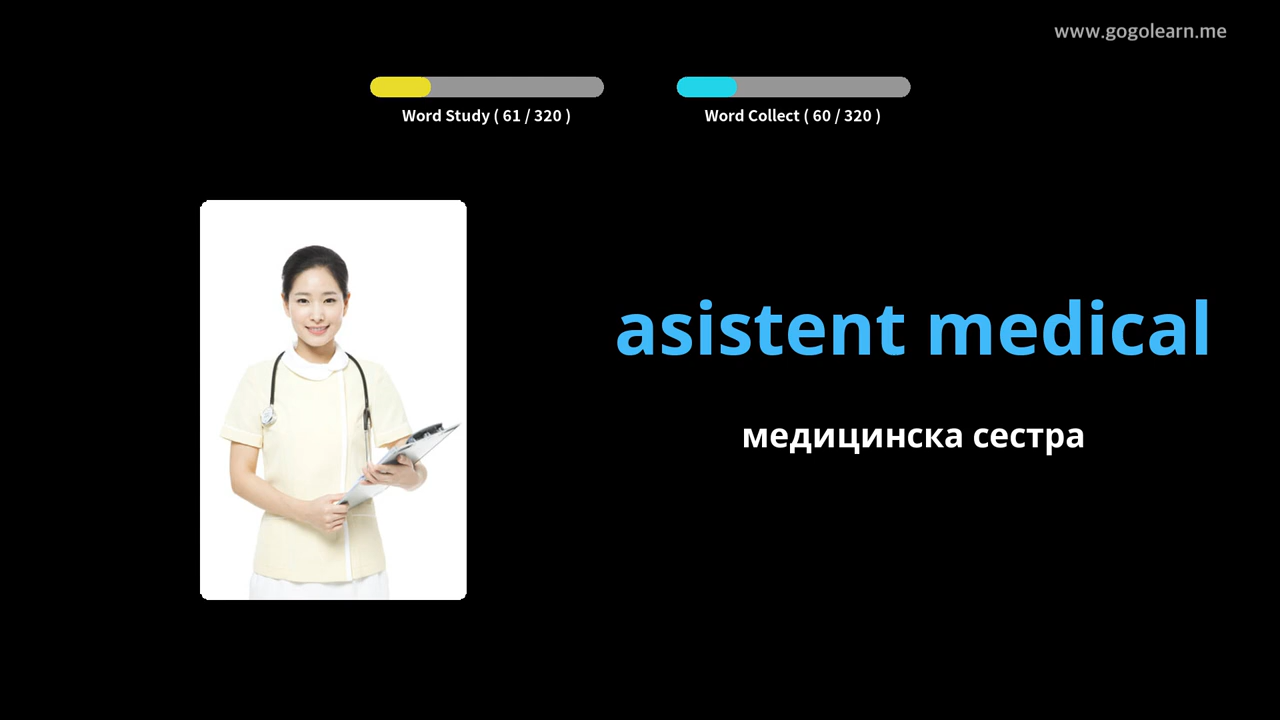 www.gogolearn.me
Word Study ( 61 / 320 )
Word Collect ( 60 / 320 )
asistent medical
медицинска сестра